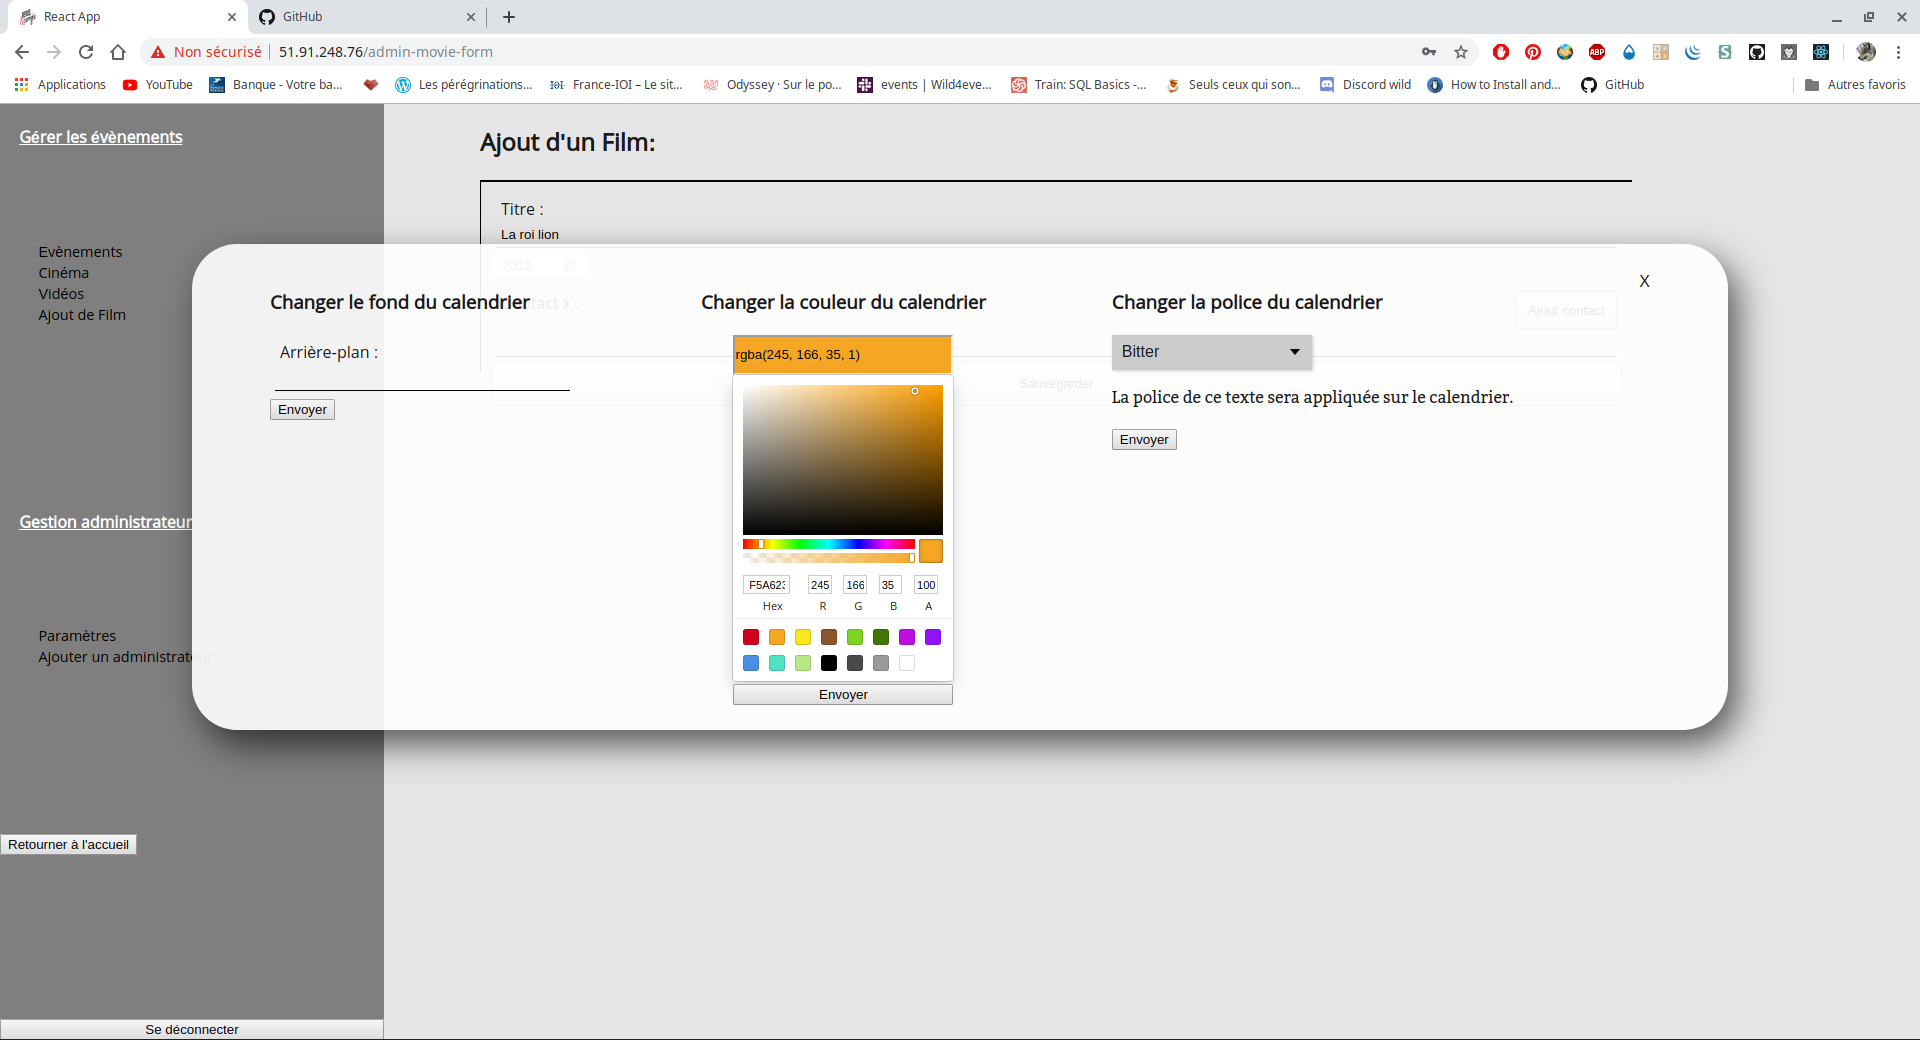 React App
GitHub
Non sécurisé
51.91.248.76/admin-movie-form
Applications
YouTube
Banque - Votre ba...
Les pérégrinations...
France-IOI – Le sit...
Odyssey · Sur le po...
events | Wild4eve...
Train: SQL Basics -...
Seuls ceux qui son...
Discord wild
How to Install and...
GitHub
Autres favoris
Gérer les évènements
Evènements
Cinéma
Vidéos
Ajout de Film
Gestion administrateur
Paramètres
Ajouter un administrateur
Retourner à l'accueil
Se déconnecter
Ajout d'un Film:
Titre :
La roi lion
2019
Ajout contact
Sauvegarder
X
Changer le fond du calendrier
Arrière-plan :
Envoyer
Changer la couleur du calendrier
rgba(245, 166, 35, 1)
F5A623
245
166
35
100
Hex
R
G
B
A
Envoyer
Changer la police du calendrier
Bitter
La police de ce texte sera appliquée sur le calendrier.
Envoyer